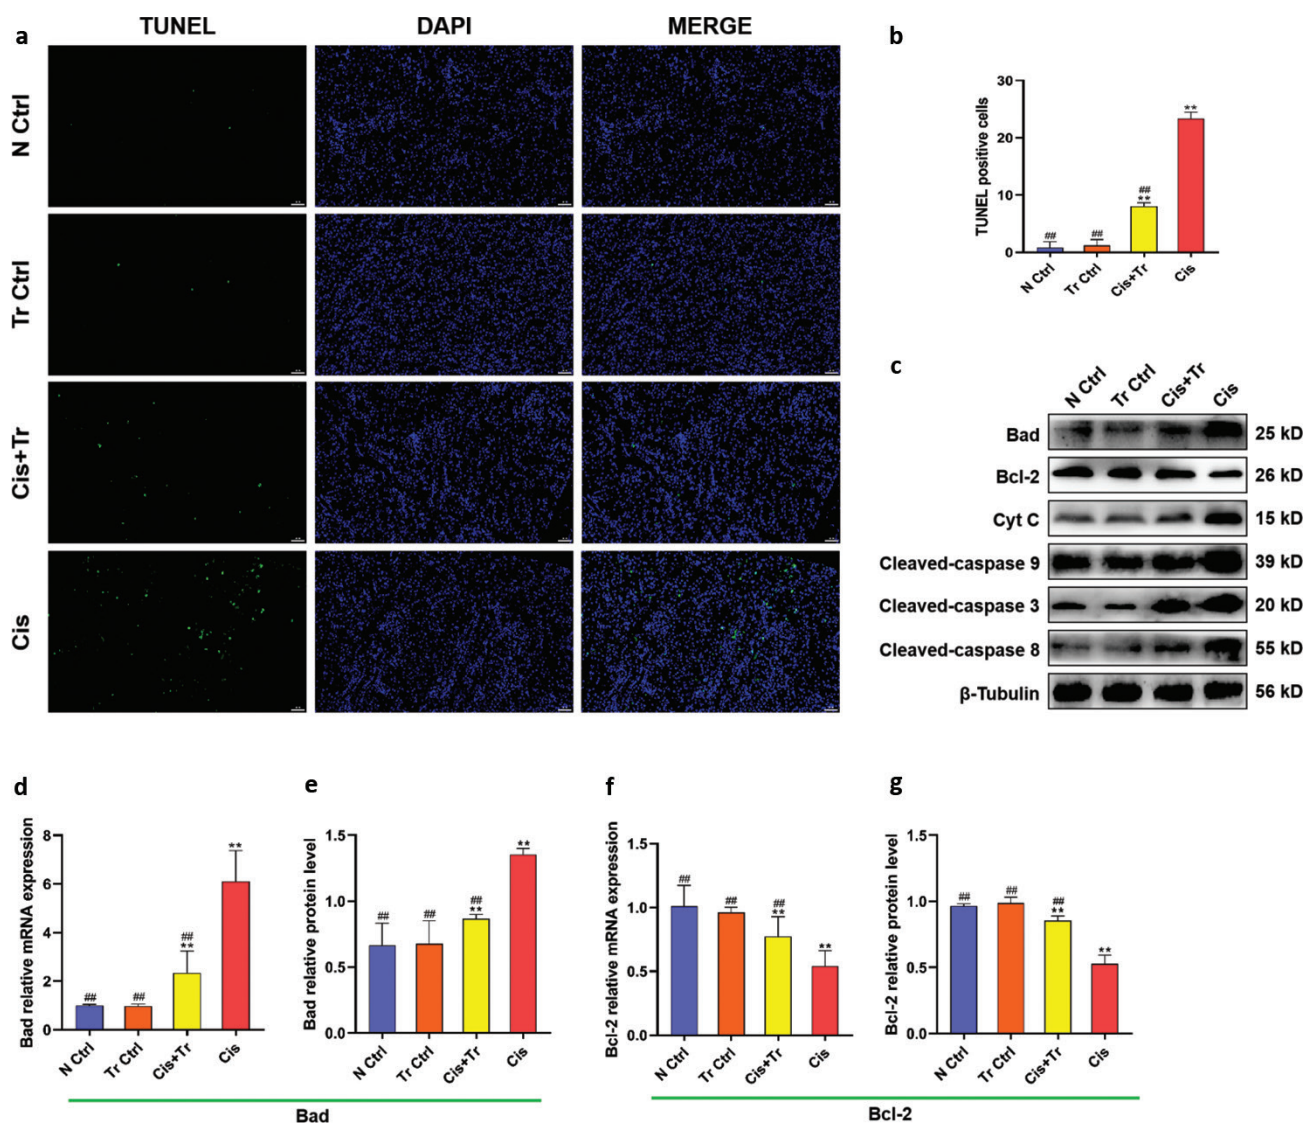 a
TUNEL DAPI MERGE
N Ctrl
Tr Ctrl
Cis+Tr
Cis
b
TUNEL positive cells
30
20
10
0
##
##
##
**
**
N Ctrl Tr Ctrl Cis+Tr Cis
c
N Ctrl Tr Ctrl Cis+Tr Cis
Bad 25 kD
Bcl-2 26 kD
Cyt C 15 kD
Cleaved-caspase 9 39 kD
Cleaved-caspase 3 20 kD
Cleaved-caspase 8 55 kD
β-Tubulin 56 kD
d
Bad relative mRNA expression
8
6
4
2
0
##
##
##
**
**
N Ctrl Tr Ctrl Cis+Tr Cis
e
Bad relative protein level
1.5
1.0
0.5
0.0
##
##
##
**
**
N Ctrl Tr Ctrl Cis+Tr Cis
Bad
f
Bcl-2 relative mRNA expression
1.5
1.0
0.5
0.0
##
##
##
**
**
N Ctrl Tr Ctrl Cis+Tr Cis
g
Bcl-2 relative protein level
1.5
1.0
0.5
0.0
##
##
##
**
**
N Ctrl Tr Ctrl Cis+Tr Cis
Bcl-2